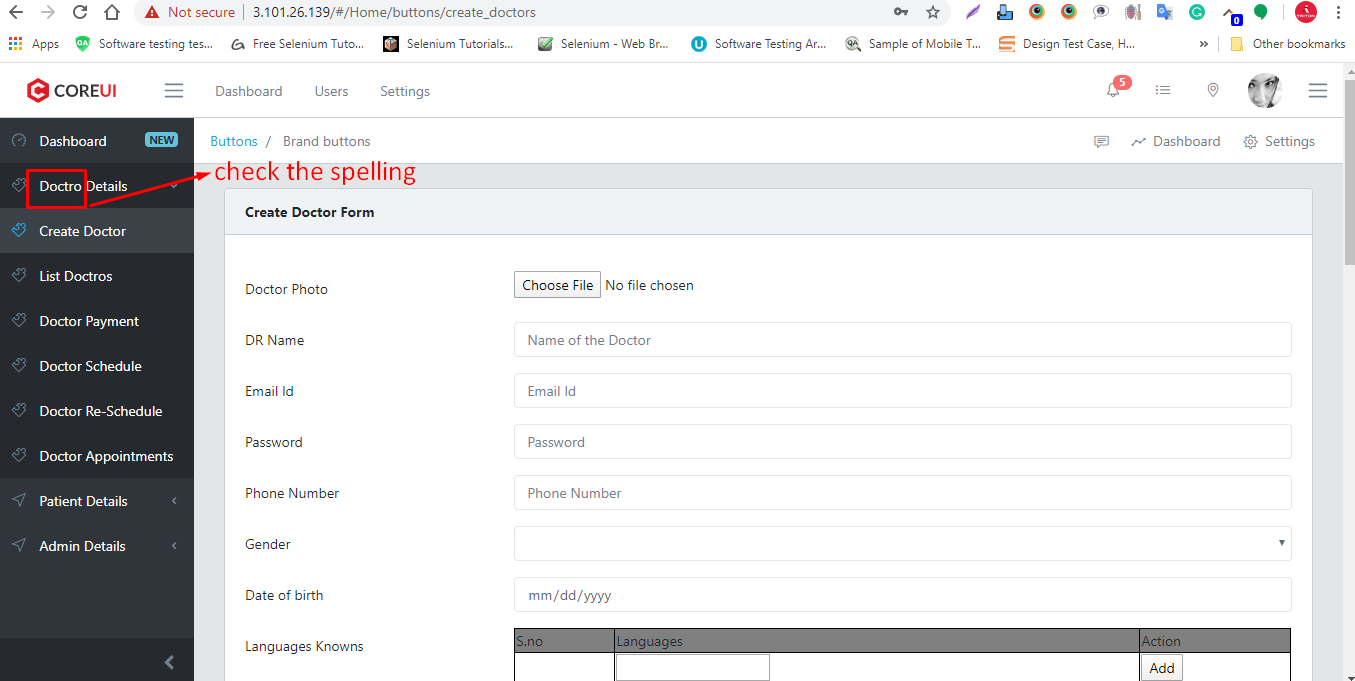 Not secure | 3.101.26.139/#/Home/buttons/create_doctors
0
Apps Software testing tes... Free Selenium Tuto... Selenium Tutorials... Selenium - Web Br... Software Testing Ar... Sample of Mobile T... Design Test Case, H... » Other bookmarks
COREUI Dashboard Users Settings 5
Dashboard NEW
Buttons / Brand buttons Dashboard Settings
check the spelling
Doctro Details
Create Doctor
List Doctros
Doctor Payment
Doctor Schedule
Doctor Re-Schedule
Doctor Appointments
Patient Details
Admin Details
Create Doctor Form
Doctor Photo Choose File No file chosen
DR Name Name of the Doctor
Email Id Email Id
Password Password
Phone Number Phone Number
Gender
Date of birth mm/dd/yyyy
Languages Knowns S.no Languages Action
Add